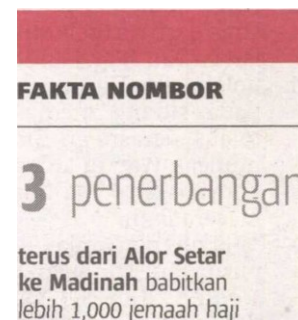 FAKTA NOMBOR
3 penerbangan
terus dari Alor Setar
ke Madinah babitkan
lebih 1,000 jemaah haji